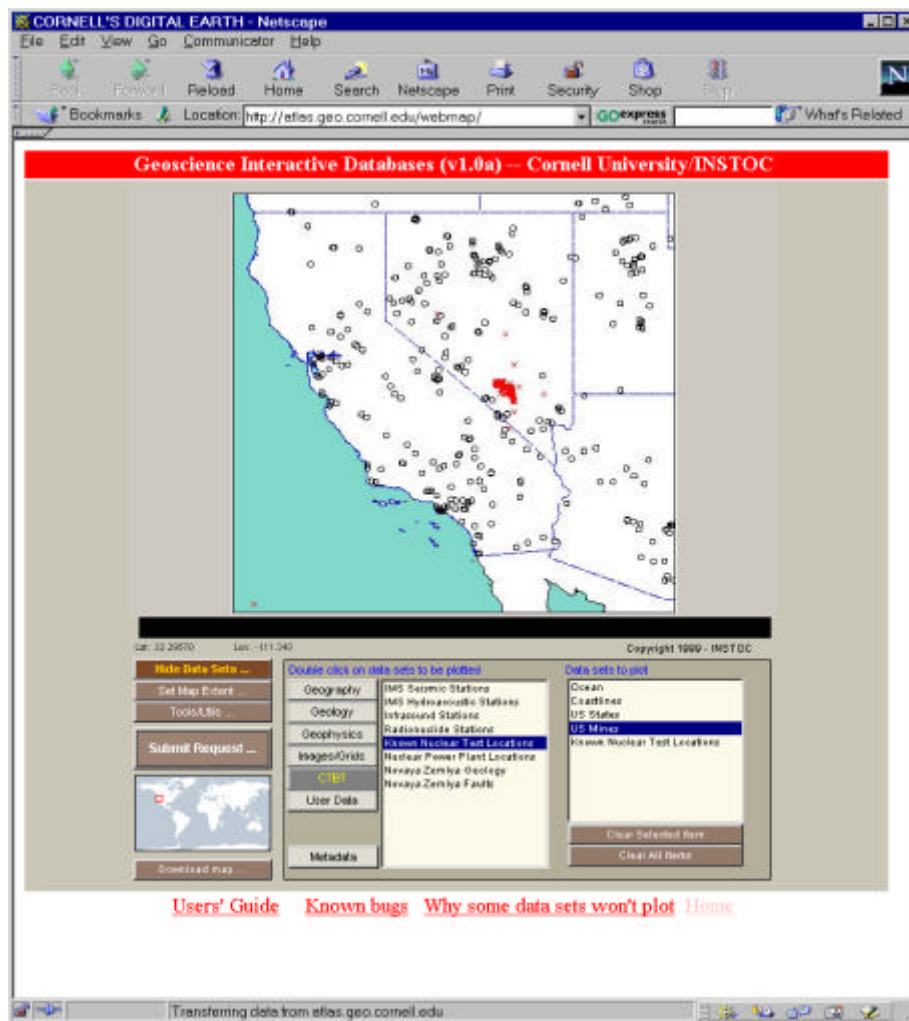 CORNELL'S DIGITAL EARTH - Netscape
File Edit View Go Communicator Help
Back Forward Reload Home Search Netscape Print Security Shop Stop
Bookmarks Location: http://atlas.geo.cornell.edu/webmap/ GO express What's Related
Geoscience Interactive Databases (v1.0a) -- Cornell University/INSTOC
Copyright 1999 - INSTOC
Hide Data Sets ...
Set Map Extent ...
Tools/Utils ...
Submit Request ...
Download map...
Double click on data sets to be plotted
Geography
Geology
Geophysics
Images/Grids
CTBT
User Data
Metadata
IMS Seismic Stations
IMS Hydroacoustic Stations
Infrasound Stations
Radionuclide Stations
Known Nuclear Test Locations
Nuclear Power Plant Locations
Novaya Zemlya Geology
Novaya Zemlya Faults
Data sets to plot
Ocean
Coastlines
US States
US Mines
Known Nuclear Test Locations
Clear Selected Item
Clear All Items
Users' Guide Known bugs Why some data sets won't plot Home
Transferring data from atlas.geo.cornell.edu